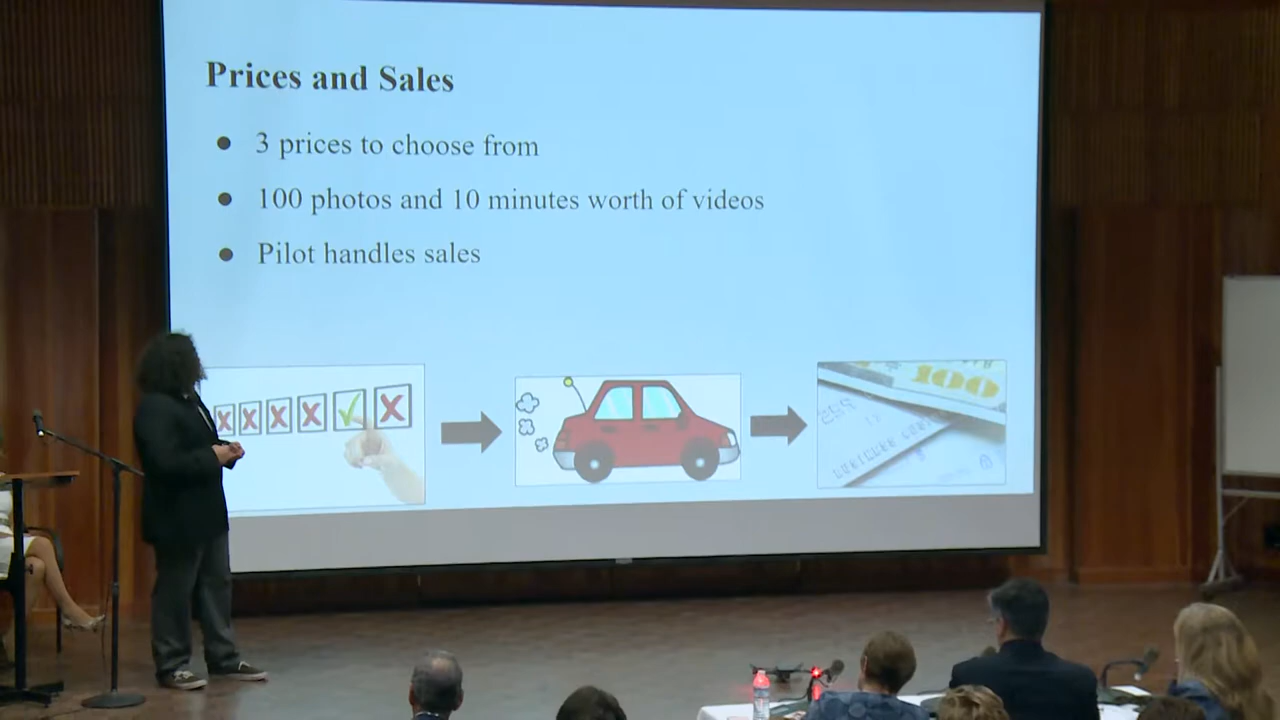 Prices and Sales
● 3 prices to choose from
● 100 photos and 10 minutes worth of videos
● Pilot handles sales
100